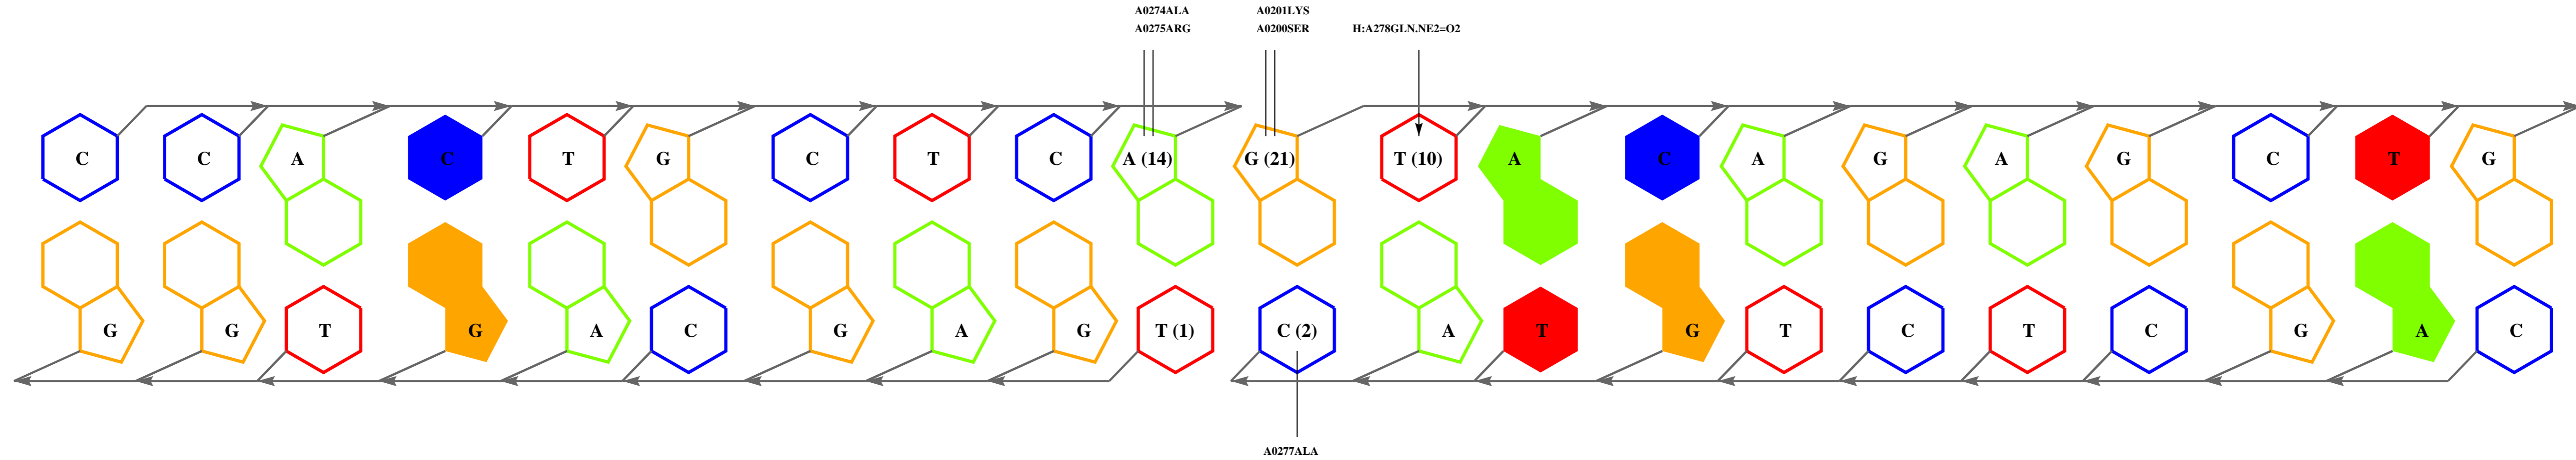 A0274ALA A0201LYS
A0275ARG A0200SER H:A278GLN.NE2=O2
C C A C T G C T C A (14) G (21) T (10) A C A G A G C T G
G G T G A C G A G T (1) C (2) A T G T C T C G A C
A0277ALA